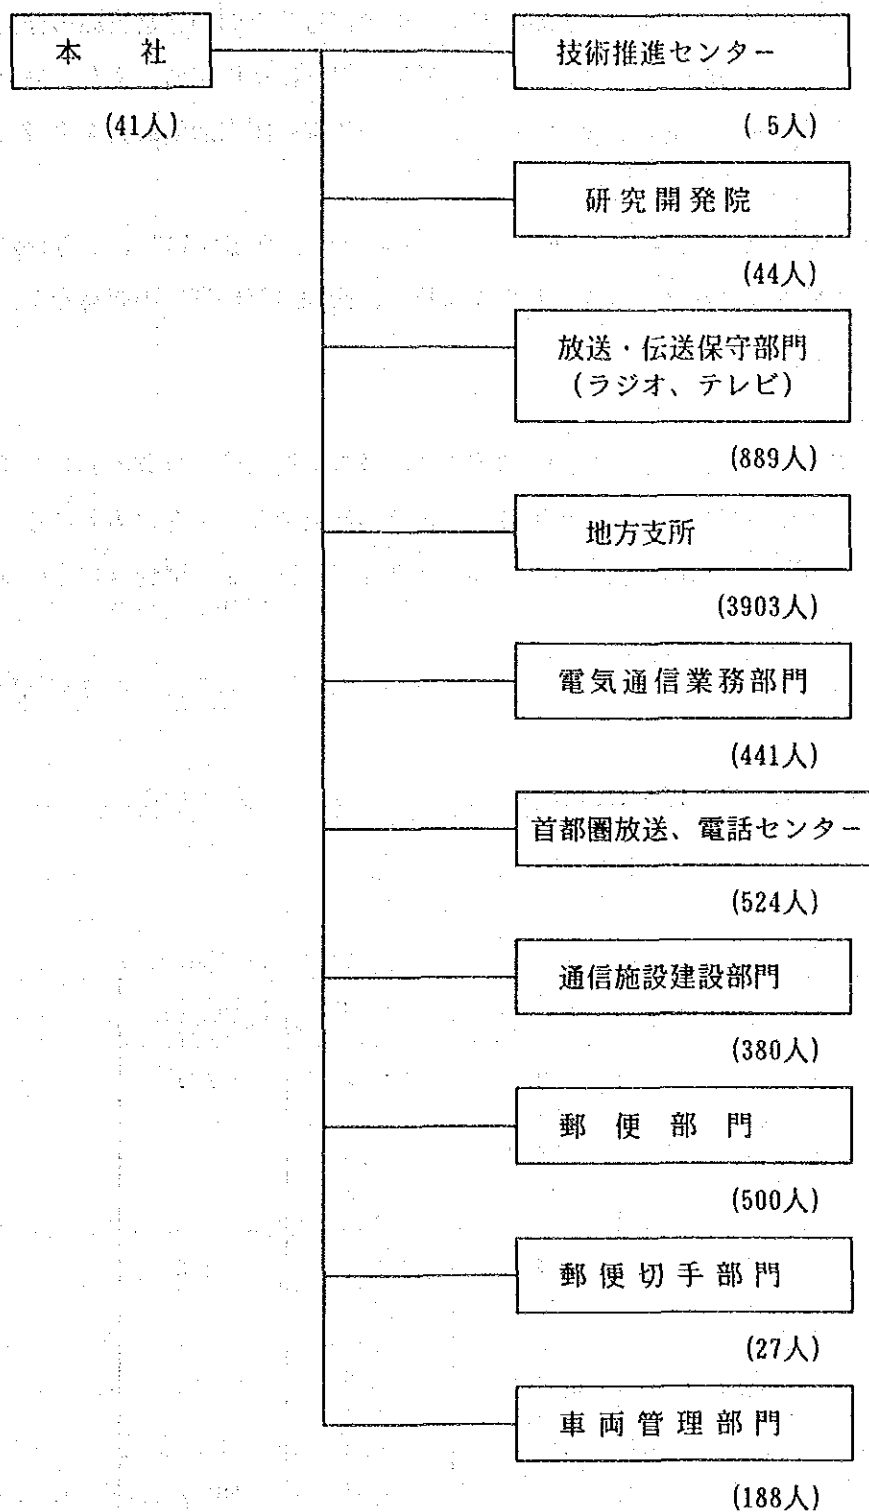 本　社
(41人)
技術推進センター
( 5人)
研究開発院
(44人)
放送・伝送保守部門
(ラジオ、テレビ)
(889人)
地方支所
(3903人)
電気通信業務部門
(441人)
首都圏放送、電話センター
(524人)
通信施設建設部門
(380人)
郵便部門
(500人)
郵便切手部門
(27人)
車両管理部門
(188人)